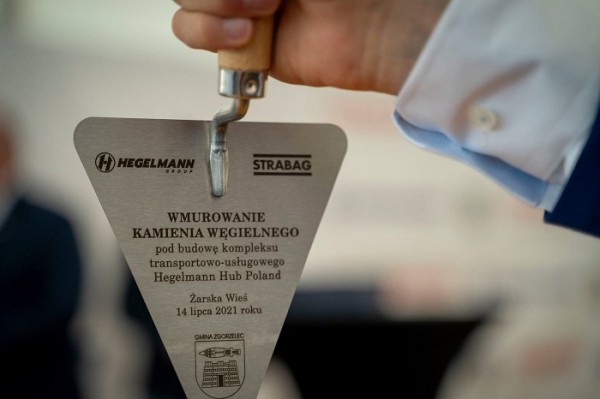 HEGELMANN
GROUP
STRABAG
WMUROWANIE
KAMIENIA WĘGIELNEGO
pod budowę kompleksu
transportowo-usługowego
Hegelmann Hub Poland
Żarska Wieś
14 lipca 2021 roku
GMINA ZGORZELEC